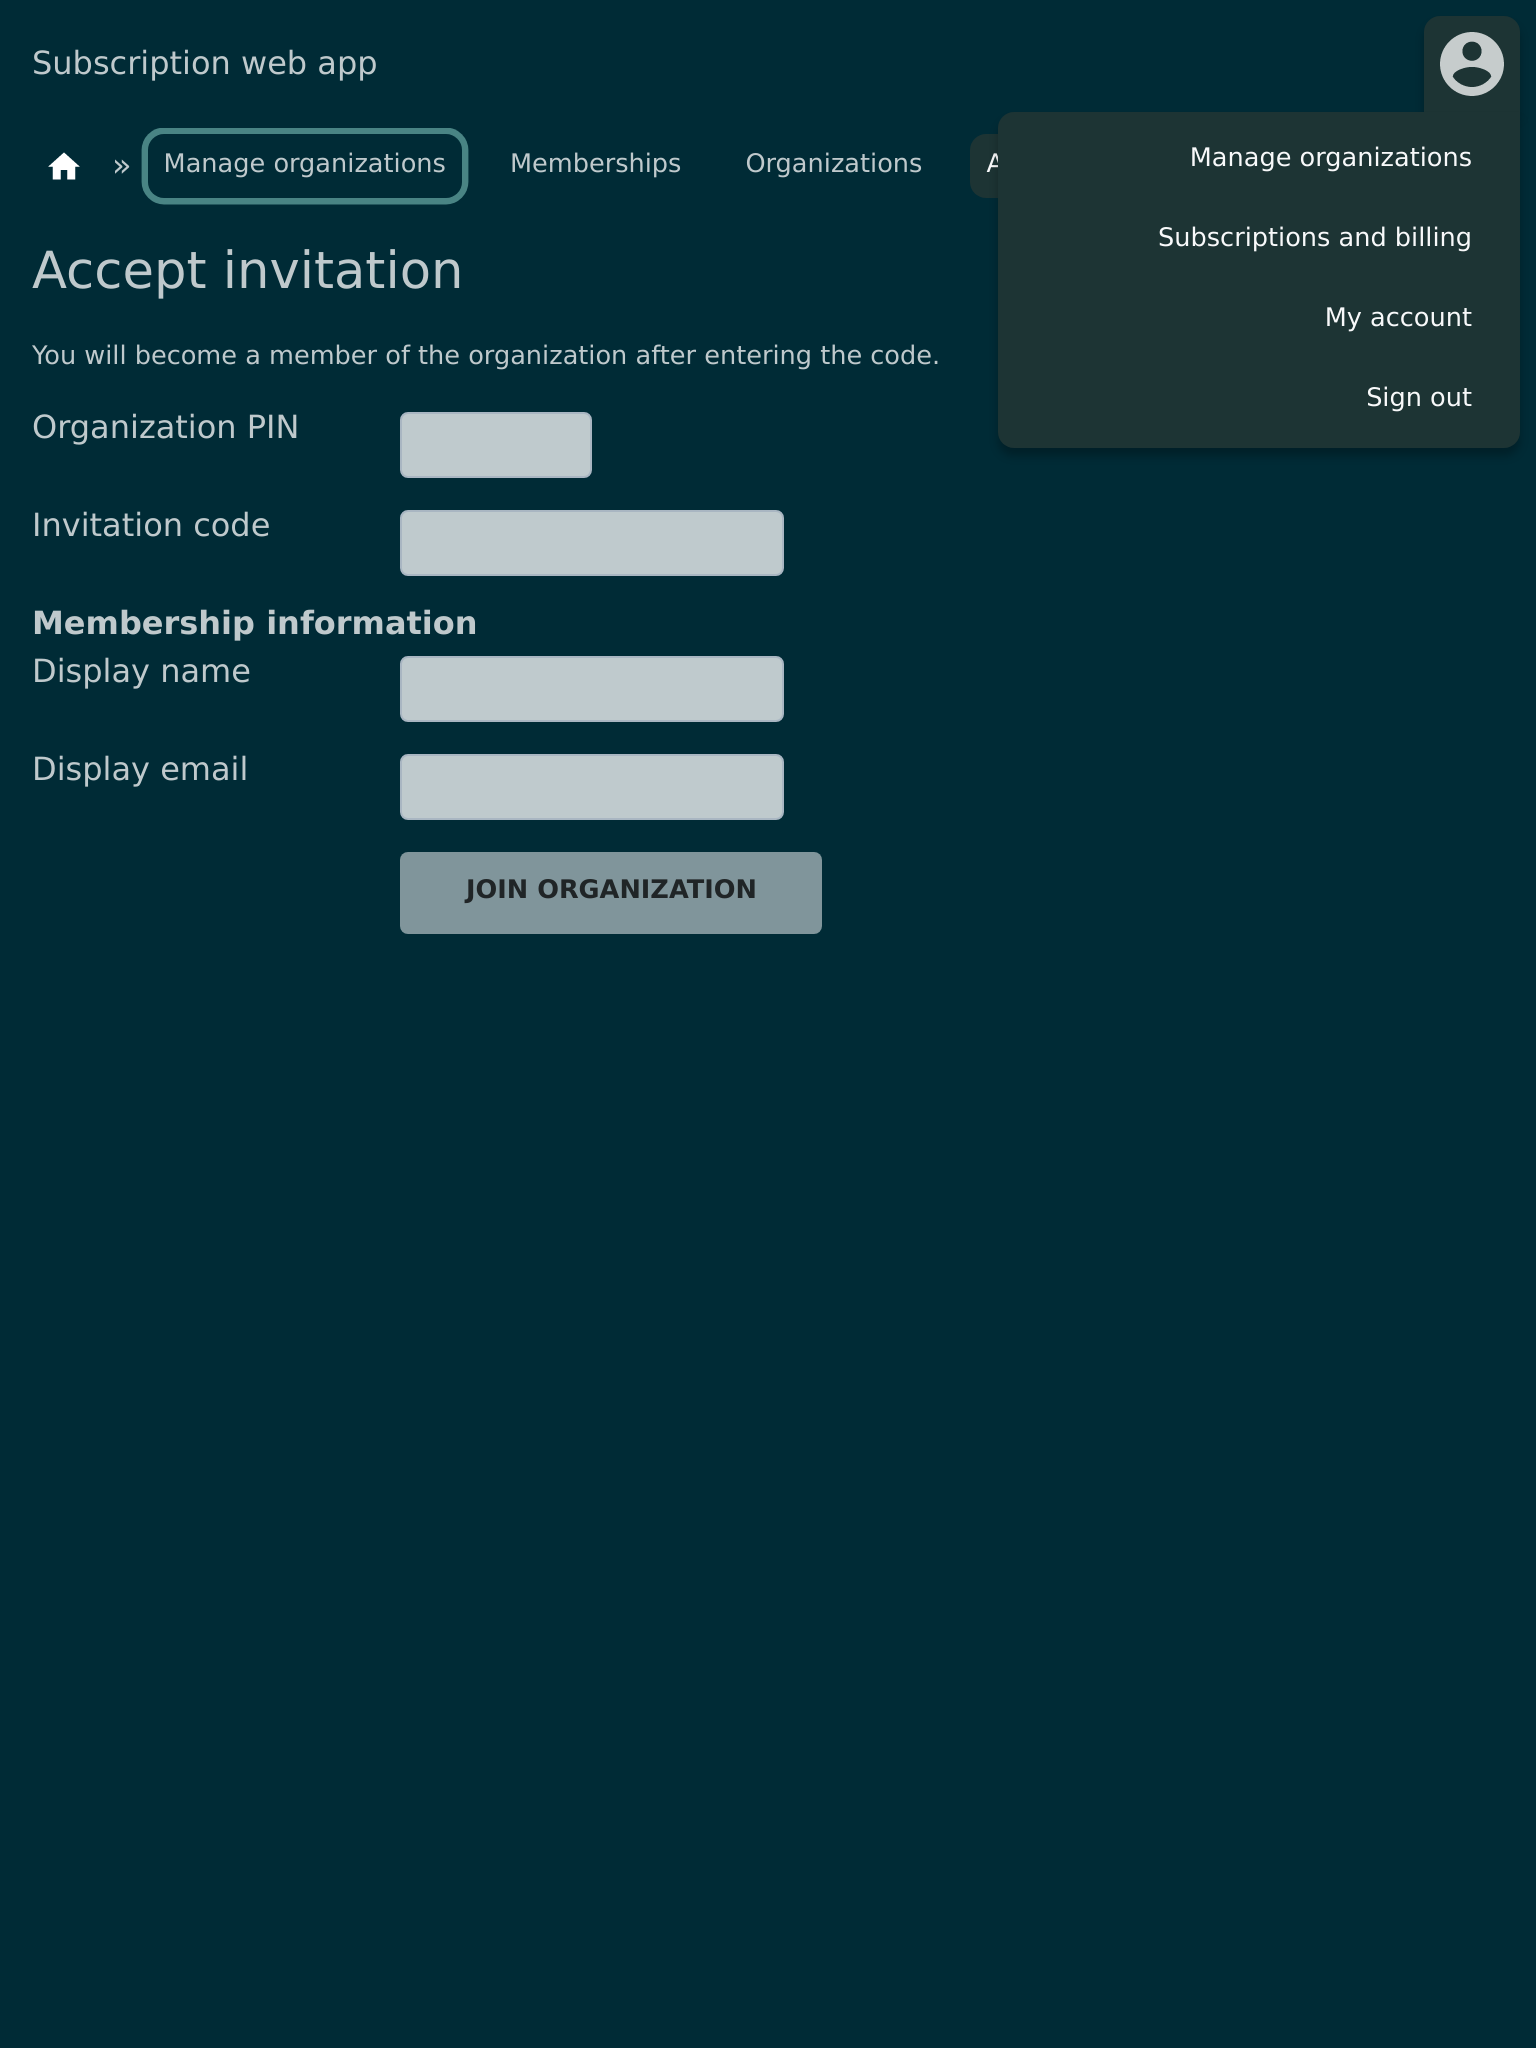 Subscription web app
» Manage organizations Memberships Organizations
Manage organizations
Subscriptions and billing
My account
Sign out
Accept invitation
You will become a member of the organization after entering the code.
Organization PIN
Invitation code
Membership information
Display name
Display email
JOIN ORGANIZATION